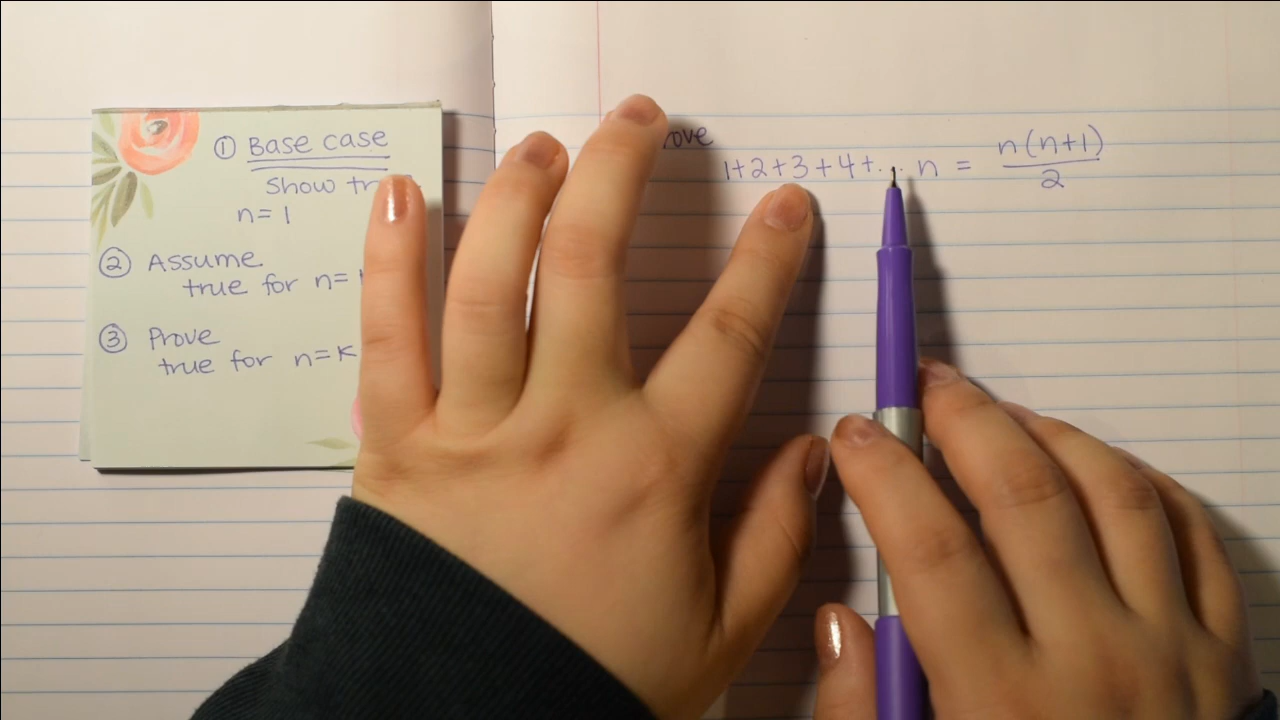 ① Base case
show
n=1
② Assume
true for n=
③ Prove
true for n=K
1+2+3+4+... n = n(n+1)/2